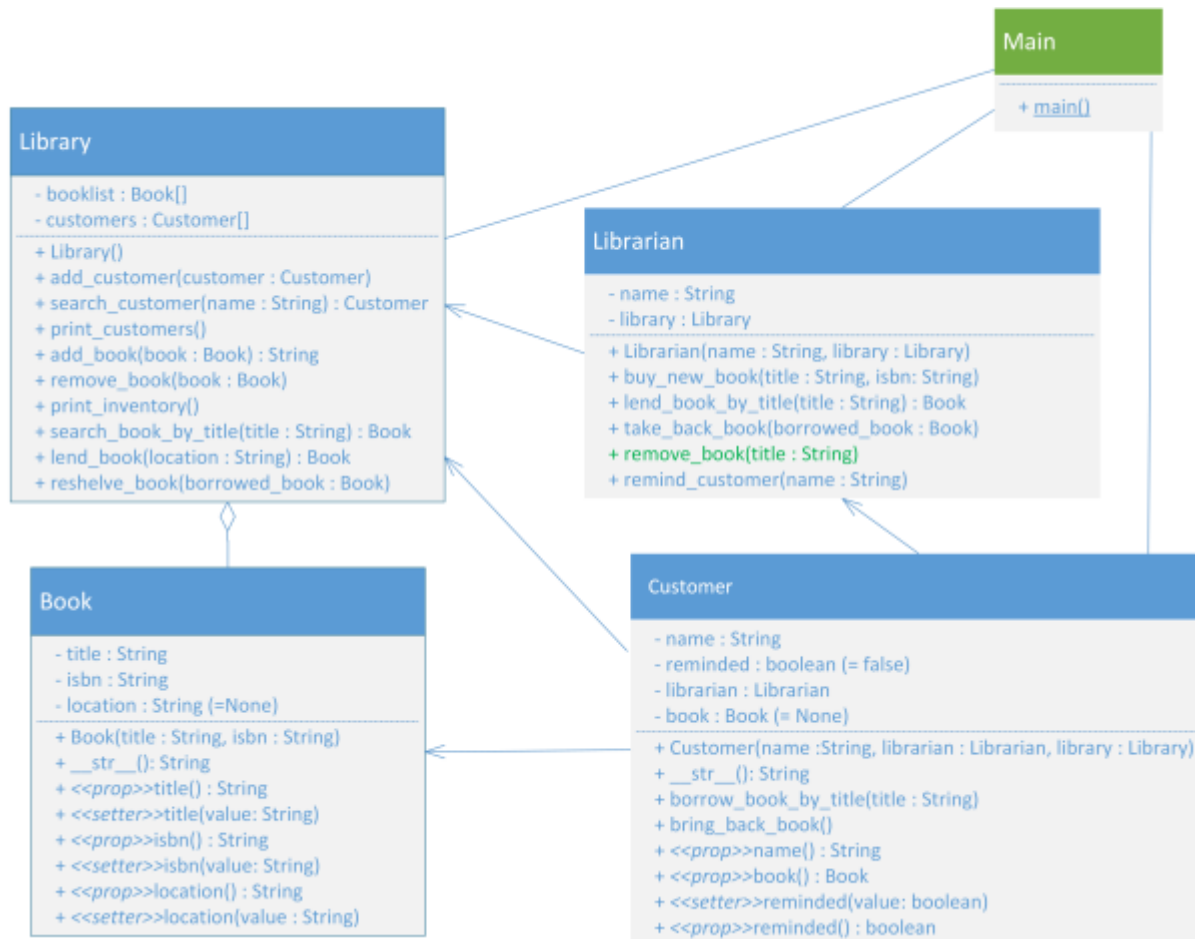 Main
+ main()
Library
- booklist : Book[]
- customers : Customer[]
+ Library()
+ add_customer(customer : Customer)
+ search_customer(name : String) : Customer
+ print_customers()
+ add_book(book : Book) : String
+ remove_book(book : Book)
+ print_inventory()
+ search_book_by_title(title : String) : Book
+ lend_book(location : String) : Book
+ reshelve_book(borrowed_book : Book)
Librarian
- name : String
- library : Library
+ Librarian(name : String, library : Library)
+ buy_new_book(title : String, isbn: String)
+ lend_book_by_title(title : String) : Book
+ take_back_book(borrowed_book : Book)
+ remove_book(title : String)
+ remind_customer(name : String)
Book
- title : String
- isbn : String
- location : String (=None)
+ Book(title : String, isbn : String)
+ __str__(): String
+ <<prop>>title() : String
+ <<setter>>title(value: String)
+ <<prop>>isbn() : String
+ <<setter>>isbn(value: String)
+ <<prop>>location() : String
+ <<setter>>location(value : String)
Customer
- name : String
- reminded : boolean (= false)
- librarian : Librarian
- book : Book (= None)
+ Customer(name :String, librarian : Librarian, library : Library)
+ __str__(): String
+ borrow_book_by_title(title : String)
+ bring_back_book()
+ <<prop>>name() : String
+ <<prop>>book() : Book
+ <<setter>>reminded(value: boolean)
+ <<prop>>reminded() : boolean